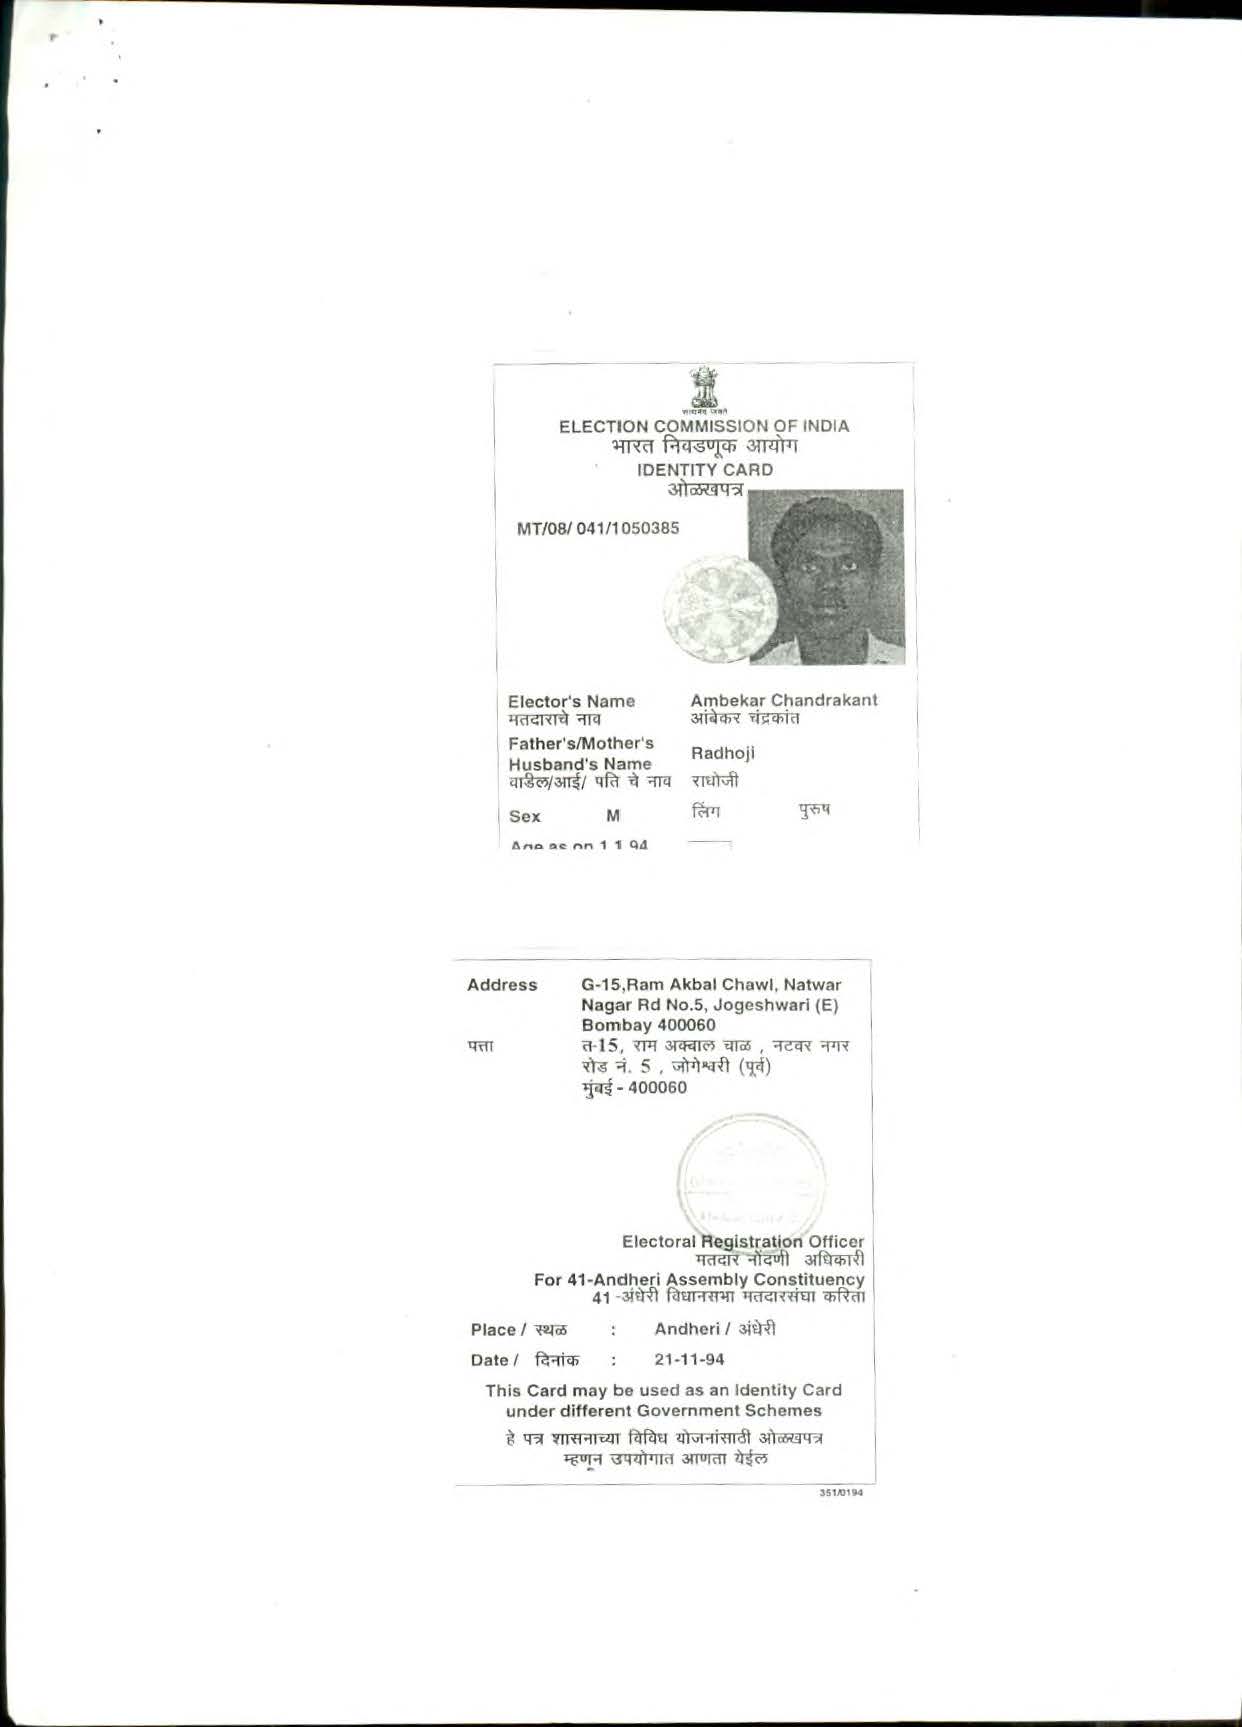 सत्यमेव जयते
ELECTION COMMISSION OF INDIA
भारत निवडणूक आयोग
IDENTITY CARD
ओळखपत्र
MT/08/ 041/1050385
Elector's Name Ambekar Chandrakant
मतदाराचे नाव आंबेकर चंद्रकांत
Father's/Mother's
Husband's Name Radhoji
वाडील/आई/ पति चे नाव राधोजी
Sex M लिंग पुरुष
Age as on 1.1.94
Address G-15,Ram Akbal Chawl, Natwar
Nagar Rd No.5, Jogeshwari (E)
Bombay 400060
पत्ता त-15, राम अक्बाल चाळ , नटवर नगर
रोड नं. 5 , जोगेश्वरी (पूर्व)
मुंबई - 400060
Electoral Registration Officer
मतदार नोंदणी अधिकारी
For 41-Andheri Assembly Constituency
41 -अंधेरी विधानसभा मतदारसंघा करिता
Place / स्थळ : Andheri / अंधेरी
Date / दिनांक : 21-11-94
This Card may be used as an Identity Card
under different Government Schemes
हे पत्र शासनाच्या विविध योजनांसाठी ओळखपत्र
म्हणून उपयोगात आणता येईल
351/0194